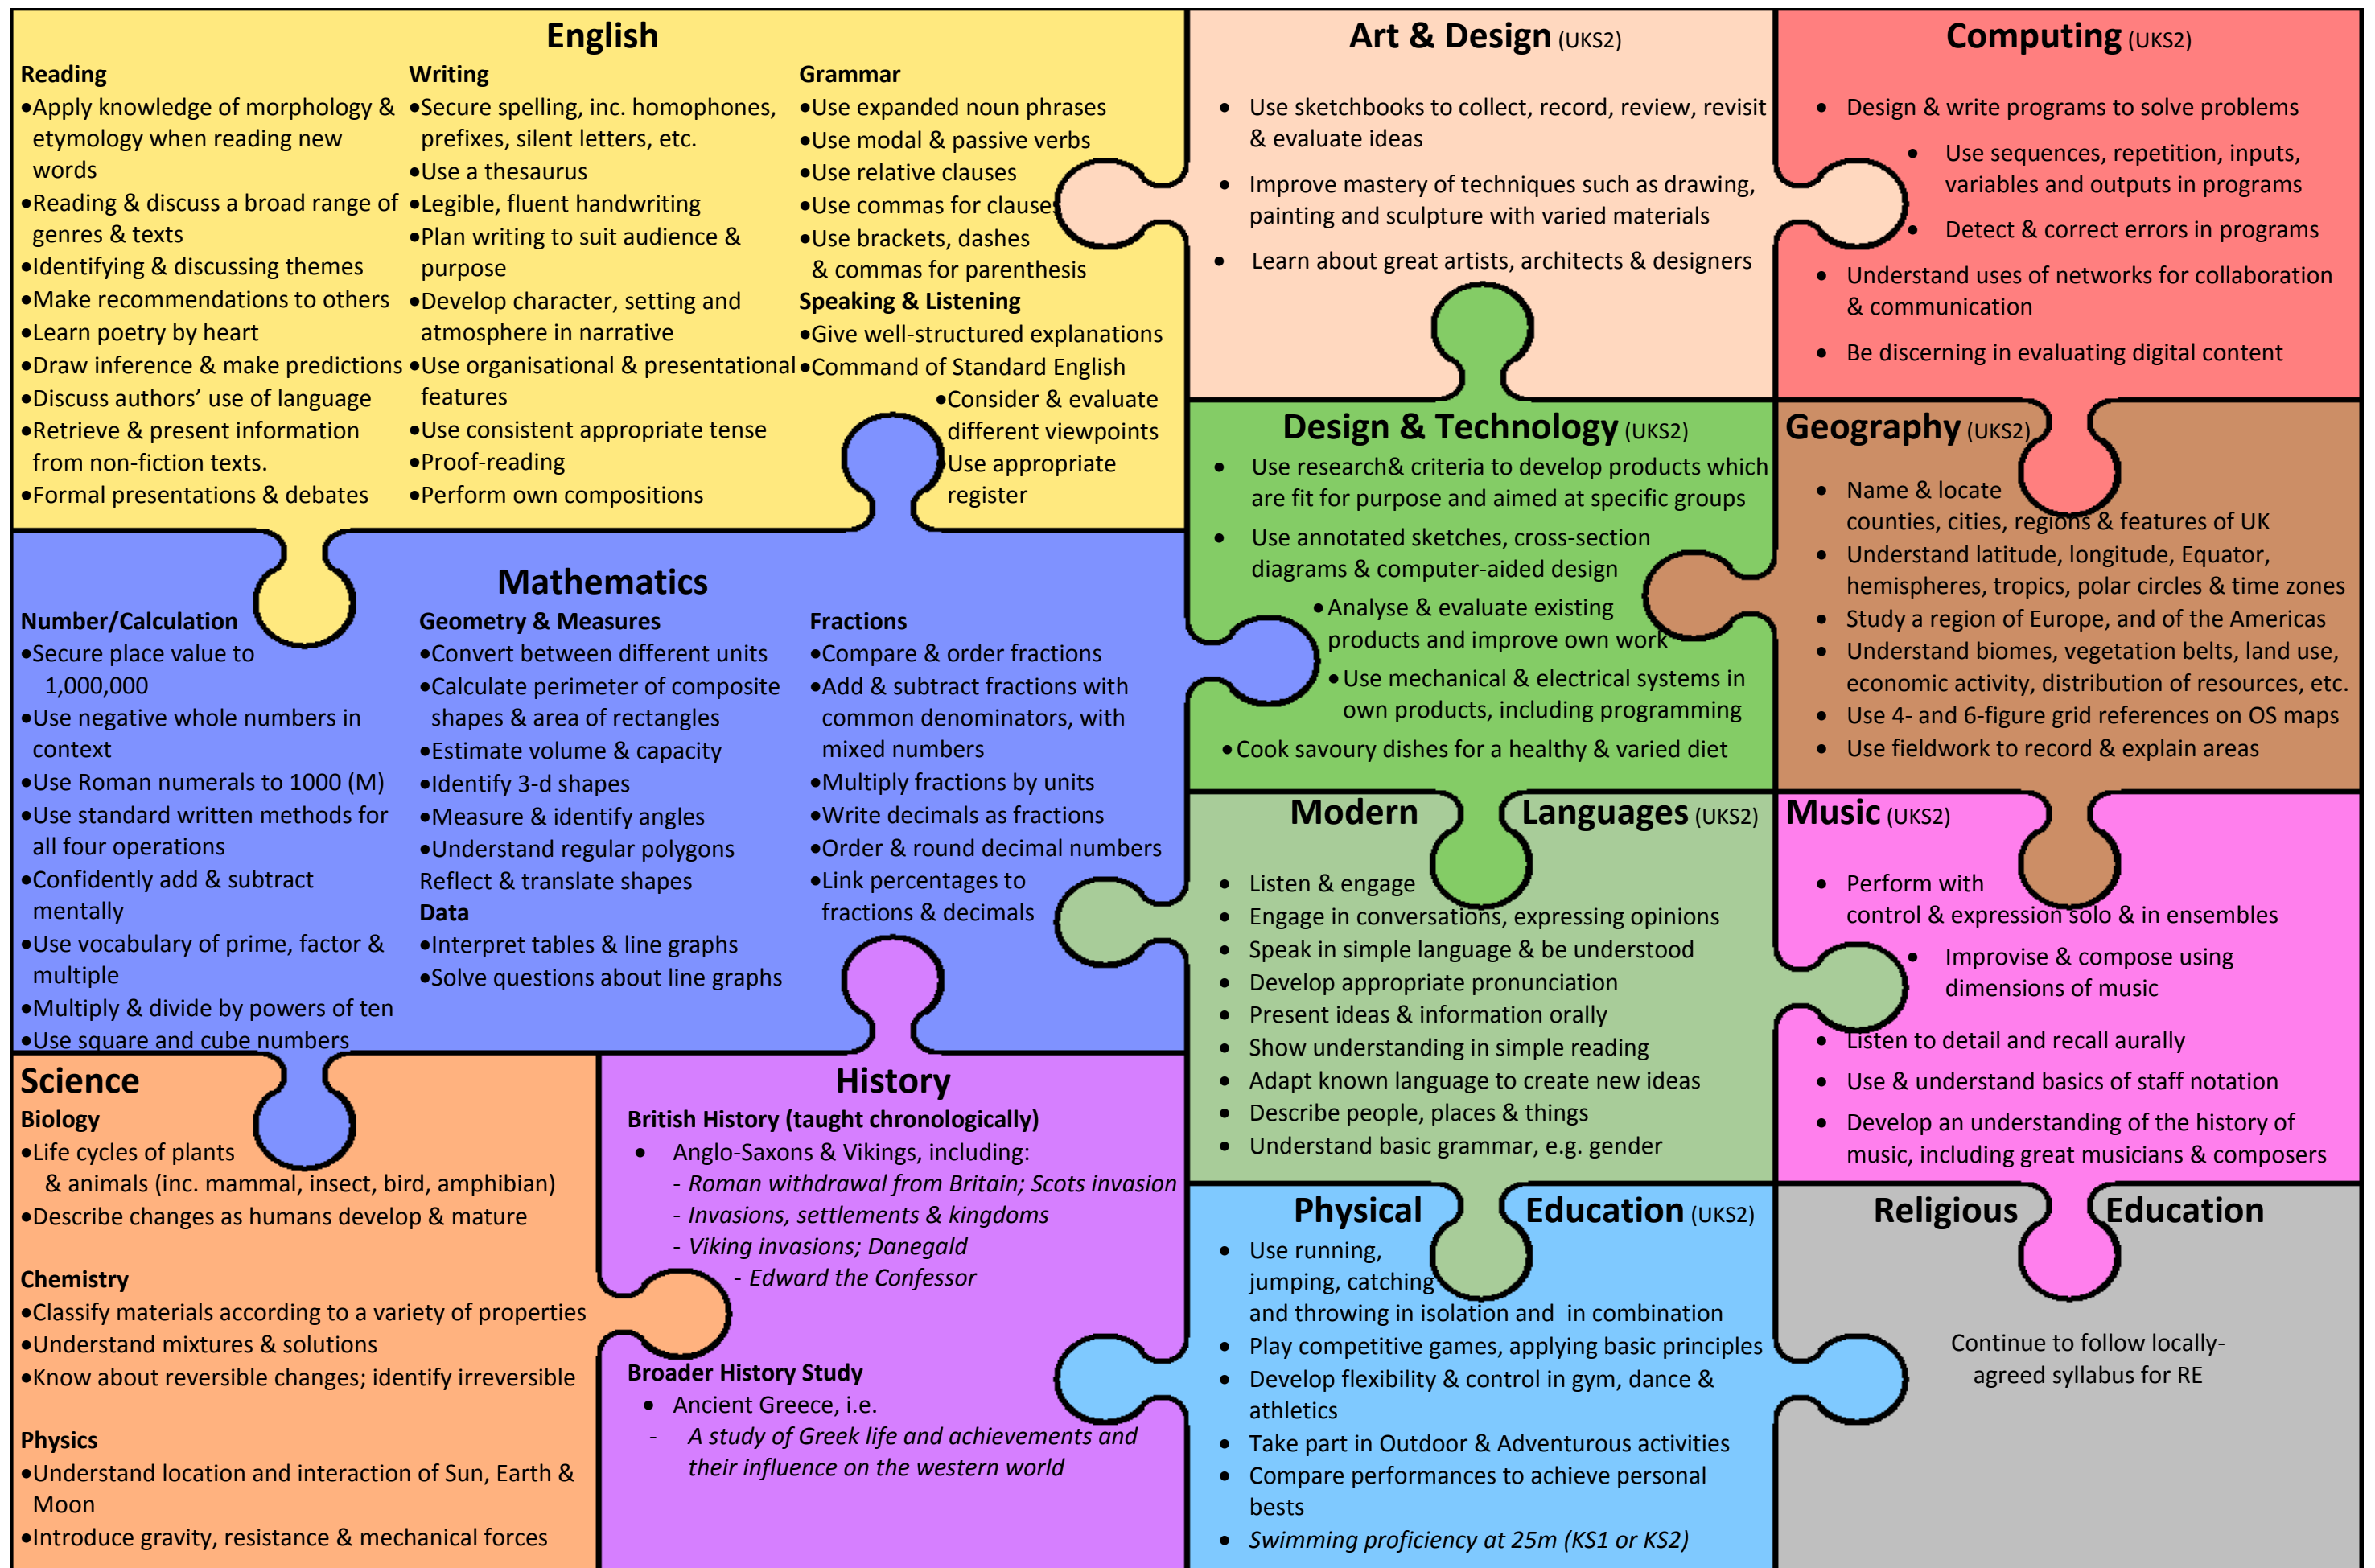 English
Reading
•Apply knowledge of morphology &
etymology when reading new
words
•Reading & discuss a broad range of
genres & texts
•Identifying & discussing themes
•Make recommendations to others
•Learn poetry by heart
•Draw inference & make predictions
•Discuss authors’ use of language
•Retrieve & present information
from non-fiction texts.
•Formal presentations & debates
Writing
•Secure spelling, inc. homophones,
prefixes, silent letters, etc.
•Use a thesaurus
•Legible, fluent handwriting
•Plan writing to suit audience &
purpose
•Develop character, setting and
atmosphere in narrative
•Use organisational & presentational
features
•Use consistent appropriate tense
•Proof-reading
•Perform own compositions
Grammar
•Use expanded noun phrases
•Use modal & passive verbs
•Use relative clauses
•Use commas for clauses
•Use brackets, dashes
& commas for parenthesis
Speaking & Listening
•Give well-structured explanations
•Command of Standard English
•Consider & evaluate
different viewpoints
•Use appropriate
register
Art & Design (UKS2)
• Use sketchbooks to collect, record, review, revisit
& evaluate ideas
• Improve mastery of techniques such as drawing,
painting and sculpture with varied materials
• Learn about great artists, architects & designers
Computing (UKS2)
• Design & write programs to solve problems
• Use sequences, repetition, inputs,
variables and outputs in programs
• Detect & correct errors in programs
• Understand uses of networks for collaboration
& communication
• Be discerning in evaluating digital content
Mathematics
Number/Calculation
•Secure place value to
1,000,000
•Use negative whole numbers in
context
•Use Roman numerals to 1000 (M)
•Use standard written methods for
all four operations
•Confidently add & subtract
mentally
•Use vocabulary of prime, factor &
multiple
•Multiply & divide by powers of ten
•Use square and cube numbers
Geometry & Measures
•Convert between different units
•Calculate perimeter of composite
shapes & area of rectangles
•Estimate volume & capacity
•Identify 3-d shapes
•Measure & identify angles
•Understand regular polygons
Reflect & translate shapes
Data
•Interpret tables & line graphs
•Solve questions about line graphs
Fractions
•Compare & order fractions
•Add & subtract fractions with
common denominators, with
mixed numbers
•Multiply fractions by units
•Write decimals as fractions
•Order & round decimal numbers
•Link percentages to
fractions & decimals
Design & Technology (UKS2)
• Use research& criteria to develop products which
are fit for purpose and aimed at specific groups
• Use annotated sketches, cross-section
diagrams & computer-aided design
•Analyse & evaluate existing
products and improve own work
•Use mechanical & electrical systems in
own products, including programming
•Cook savoury dishes for a healthy & varied diet
Geography (UKS2)
• Name & locate
counties, cities, regions & features of UK
• Understand latitude, longitude, Equator,
hemispheres, tropics, polar circles & time zones
• Study a region of Europe, and of the Americas
• Understand biomes, vegetation belts, land use,
economic activity, distribution of resources, etc.
• Use 4- and 6-figure grid references on OS maps
• Use fieldwork to record & explain areas
Modern Languages (UKS2)
• Listen & engage
• Engage in conversations, expressing opinions
• Speak in simple language & be understood
• Develop appropriate pronunciation
• Present ideas & information orally
• Show understanding in simple reading
• Adapt known language to create new ideas
• Describe people, places & things
• Understand basic grammar, e.g. gender
Music (UKS2)
• Perform with
control & expression solo & in ensembles
• Improvise & compose using
dimensions of music
• Listen to detail and recall aurally
• Use & understand basics of staff notation
• Develop an understanding of the history of
music, including great musicians & composers
Science
Biology
•Life cycles of plants
& animals (inc. mammal, insect, bird, amphibian)
•Describe changes as humans develop & mature
Chemistry
•Classify materials according to a variety of properties
•Understand mixtures & solutions
•Know about reversible changes; identify irreversible
Physics
•Understand location and interaction of Sun, Earth &
Moon
•Introduce gravity, resistance & mechanical forces
History
British History (taught chronologically)
• Anglo-Saxons & Vikings, including:
- Roman withdrawal from Britain; Scots invasion
- Invasions, settlements & kingdoms
- Viking invasions; Danegald
- Edward the Confessor
Broader History Study
• Ancient Greece, i.e.
- A study of Greek life and achievements and
their influence on the western world
Physical Education (UKS2)
• Use running,
jumping, catching
and throwing in isolation and in combination
• Play competitive games, applying basic principles
• Develop flexibility & control in gym, dance &
athletics
• Take part in Outdoor & Adventurous activities
• Compare performances to achieve personal
bests
• Swimming proficiency at 25m (KS1 or KS2)
Religious Education
Continue to follow locally-
agreed syllabus for RE